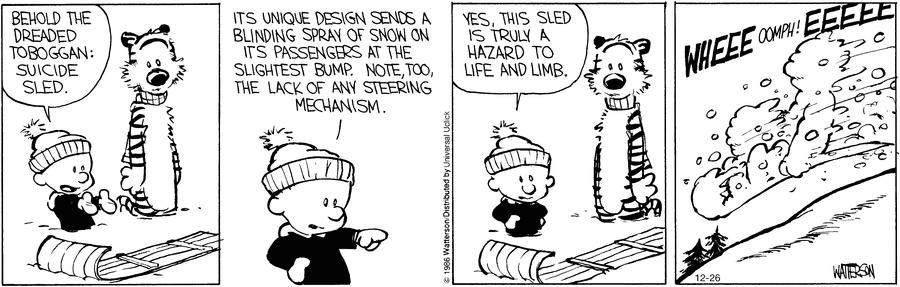 BEHOLD THE
DREADED
TOBOGGAN:
SUICIDE
SLED.
ITS UNIQUE DESIGN SENDS A
BLINDING SPRAY OF SNOW ON
ITS PASSENGERS AT THE
SLIGHTEST BUMP. NOTE, TOO,
THE LACK OF ANY STEERING
MECHANISM.
YES, THIS SLED
IS TRULY A
HAZARD TO
LIFE AND LIMB.
© 1986 Watterson/Distributed by Universal Uclick
WHEEE OOMPH! EEEEE
12-26
WATTERSON